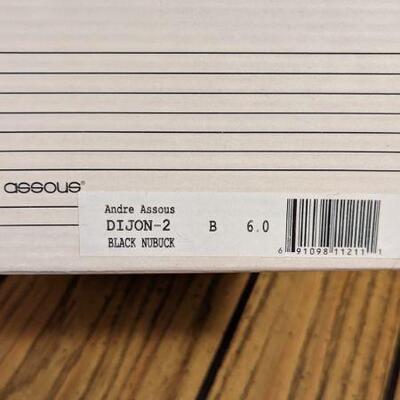 assous®
Andre Assous
DIJON-2 B 6.0
BLACK NUBUCK
6 91098 11211 1